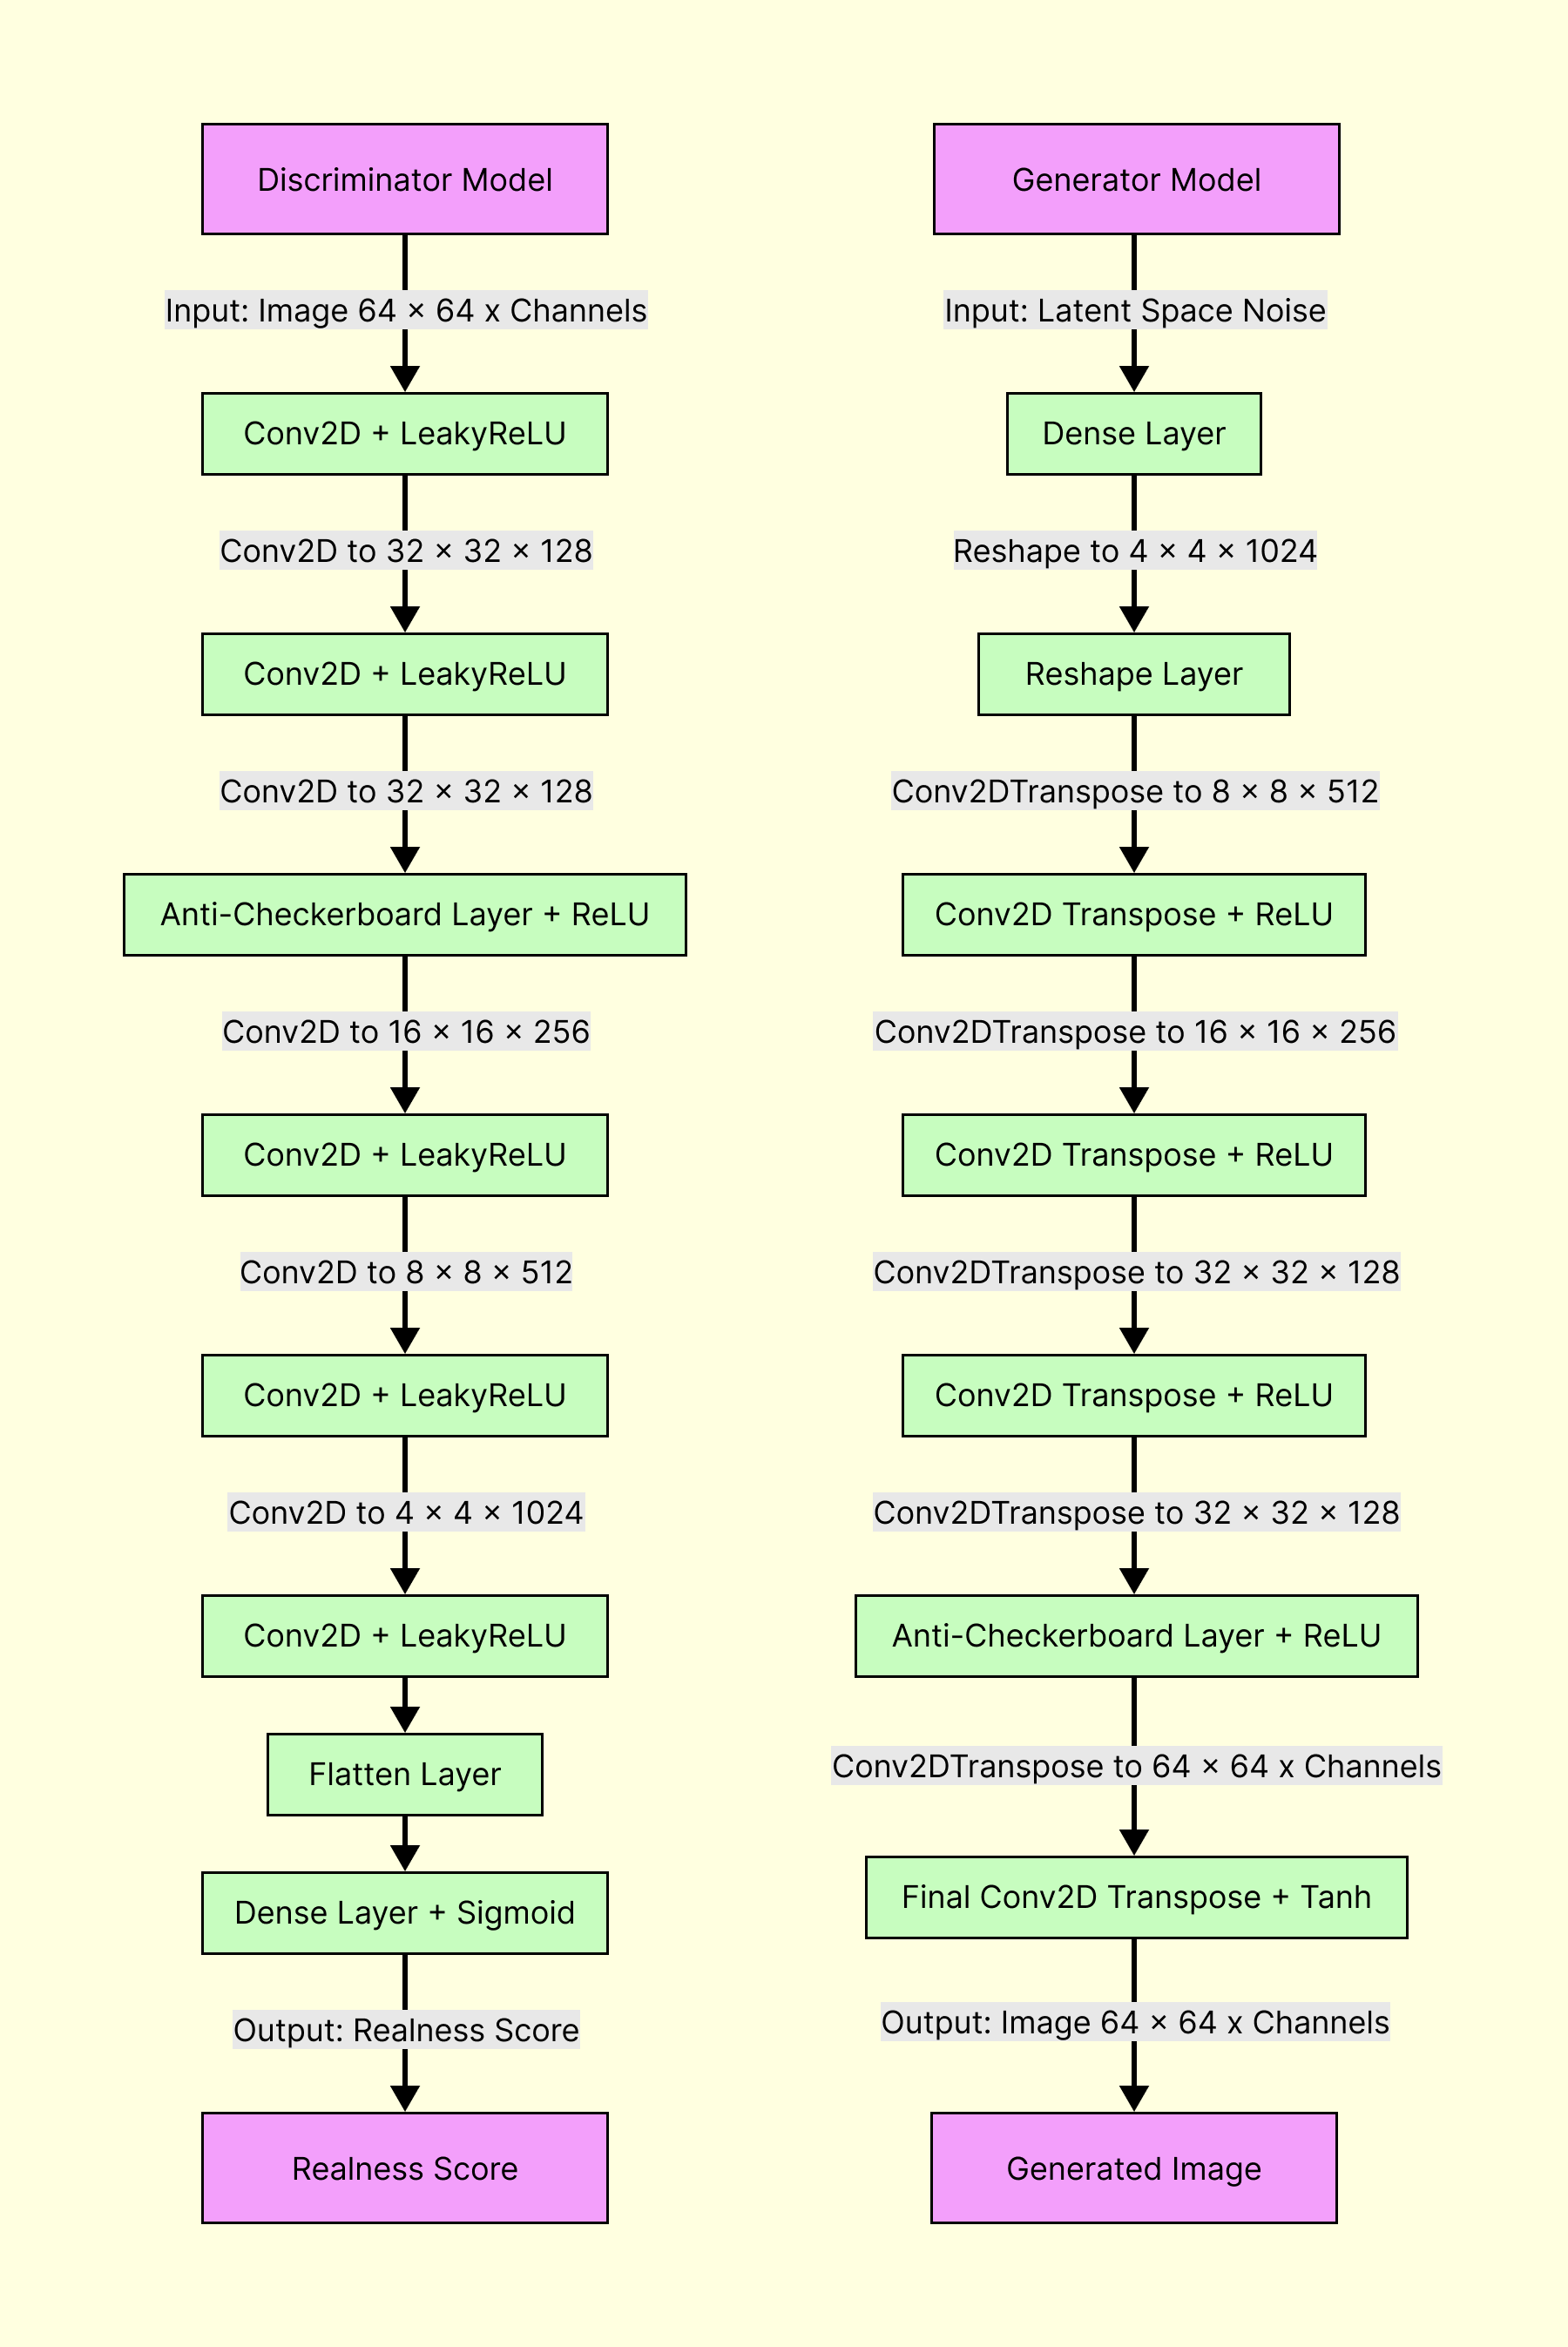 Discriminator Model
Input: Image 64 × 64 x Channels
Conv2D + LeakyReLU
Conv2D to 32 × 32 × 128
Conv2D + LeakyReLU
Conv2D to 32 × 32 × 128
Anti-Checkerboard Layer + ReLU
Conv2D to 16 × 16 × 256
Conv2D + LeakyReLU
Conv2D to 8 × 8 × 512
Conv2D + LeakyReLU
Conv2D to 4 × 4 × 1024
Conv2D + LeakyReLU
Flatten Layer
Dense Layer + Sigmoid
Output: Realness Score
Realness Score
Generator Model
Input: Latent Space Noise
Dense Layer
Reshape to 4 × 4 × 1024
Reshape Layer
Conv2DTranspose to 8 × 8 × 512
Conv2D Transpose + ReLU
Conv2DTranspose to 16 × 16 × 256
Conv2D Transpose + ReLU
Conv2DTranspose to 32 × 32 × 128
Conv2D Transpose + ReLU
Conv2DTranspose to 32 × 32 × 128
Anti-Checkerboard Layer + ReLU
Conv2DTranspose to 64 × 64 x Channels
Final Conv2D Transpose + Tanh
Output: Image 64 × 64 x Channels
Generated Image